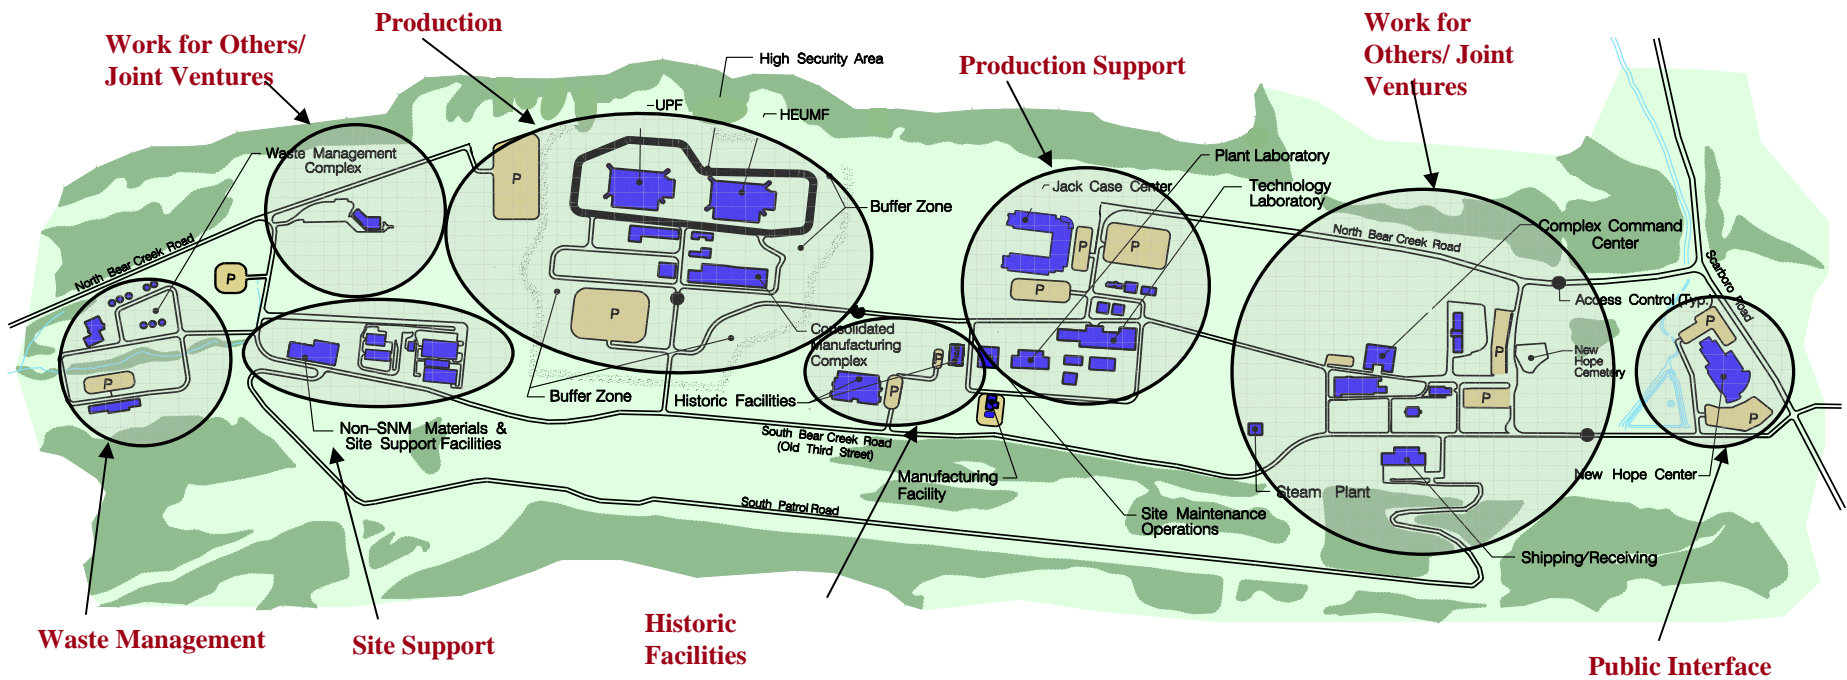 Work for Others/
Joint Ventures
Production
High Security Area
UPF
HEUMF
Production Support
Work for
Others/ Joint
Ventures
Waste Management
Complex
P
Buffer Zone
Jack Case Center
Plant Laboratory
Technology
Laboratory
North Bear Creek Road
Complex Command
Center
North Bear Creek Road
P
P
P
P
P
Scarboro Road
Access Control (Typ.)
P
Consolidated
Manufacturing
Complex
P
P
New
Hope
Cemetery
P
Buffer Zone
Historic Facilities
P
P
P
Non-SNM Materials &
Site Support Facilities
South Bear Creek Road
(Old Third Street)
Manufacturing
Facility
New Hope Center
Steam Plant
South Patrol Road
Site Maintenance
Operations
Shipping/Receiving
Waste Management
Site Support
Historic
Facilities
Public Interface